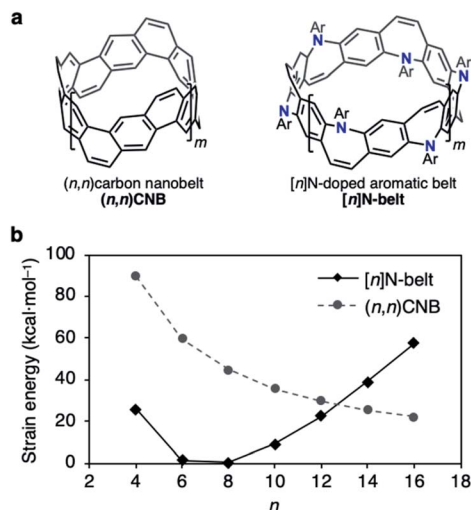 a
Ar Ar
N N N
Ar
N N
Ar Ar
N
m Ar m
(n,n)carbon nanobelt [n]N-doped aromatic belt
(n,n)CNB [n]N-belt
b
100
80
60
40
20
0
Strain energy (kcal·mol⁻¹)
[n]N-belt
(n,n)CNB
2 4 6 8 10 12 14 16 18
n